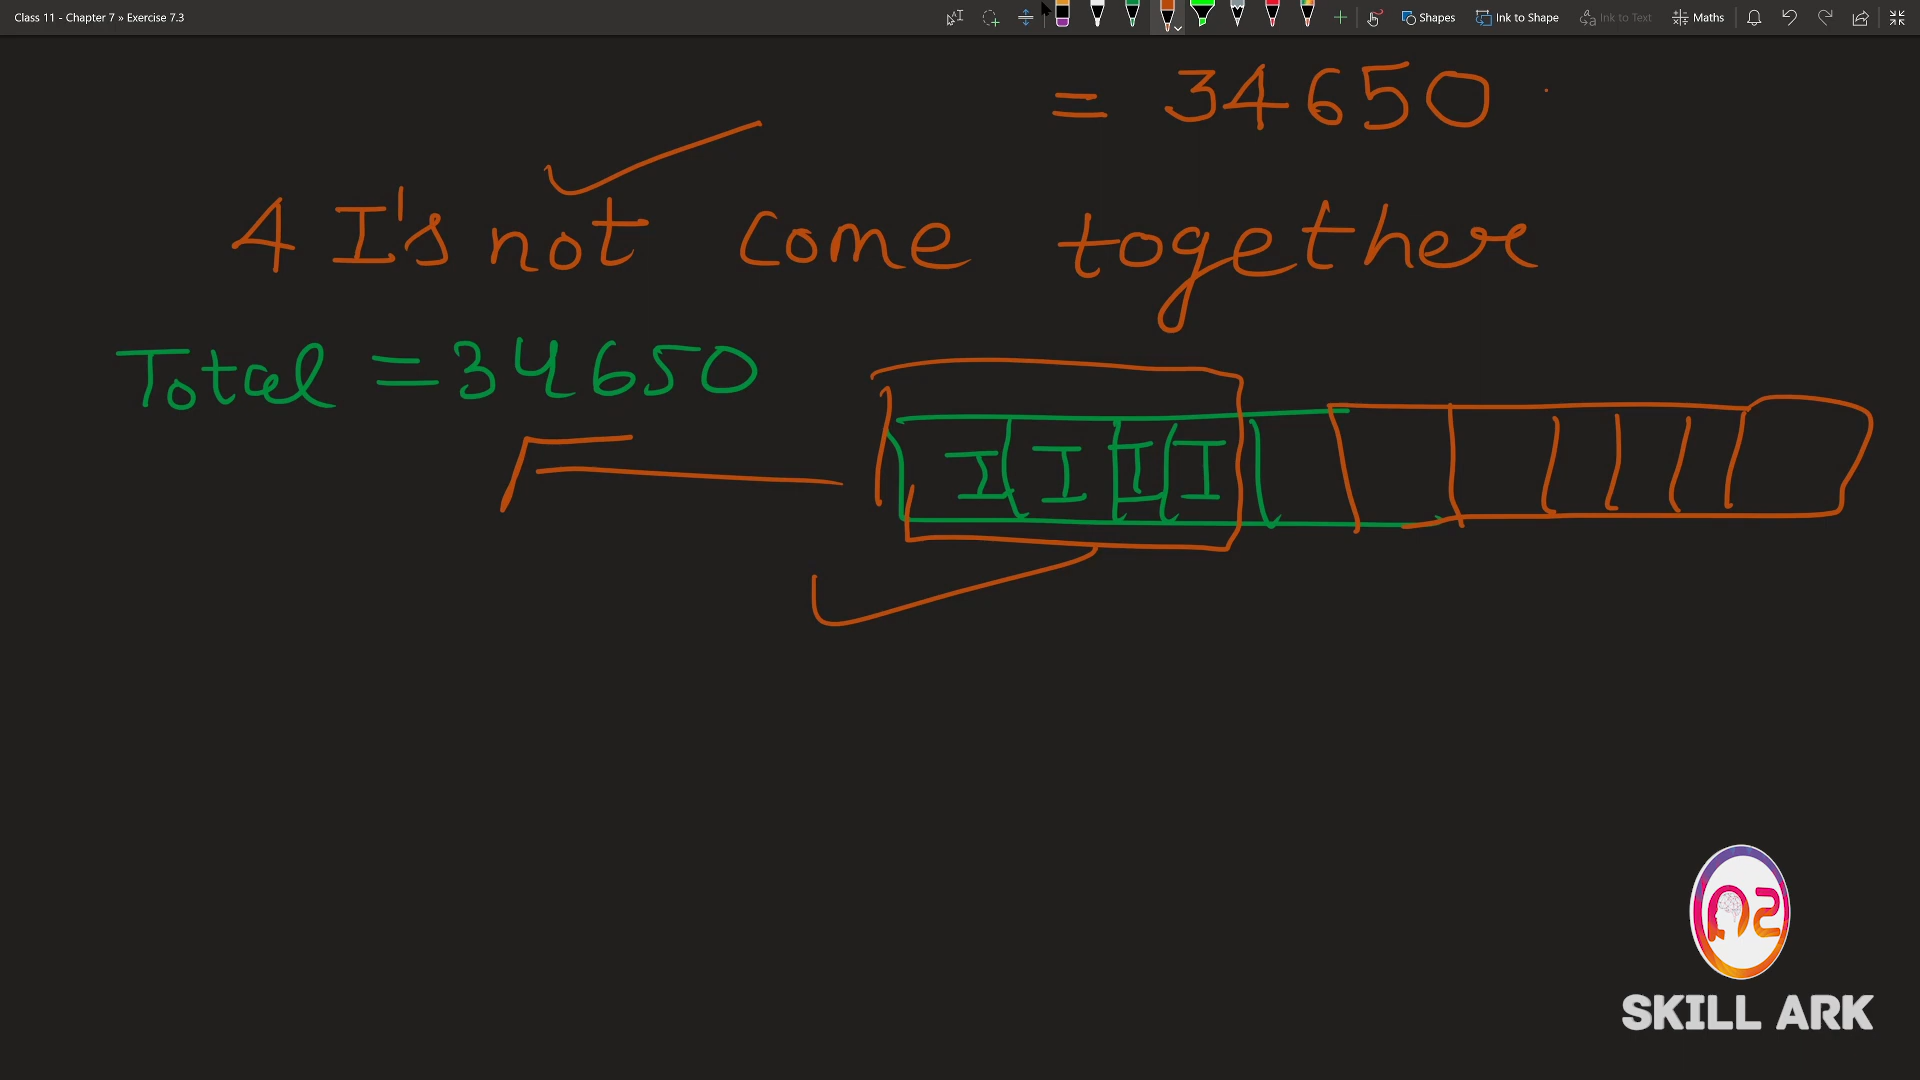 Class 11 - Chapter 7 » Exercise 7.3
Shapes Ink to Shape Ink to Text Maths
= 34650
4 I's not come together
Total = 34650
I I I I
SKILL ARK